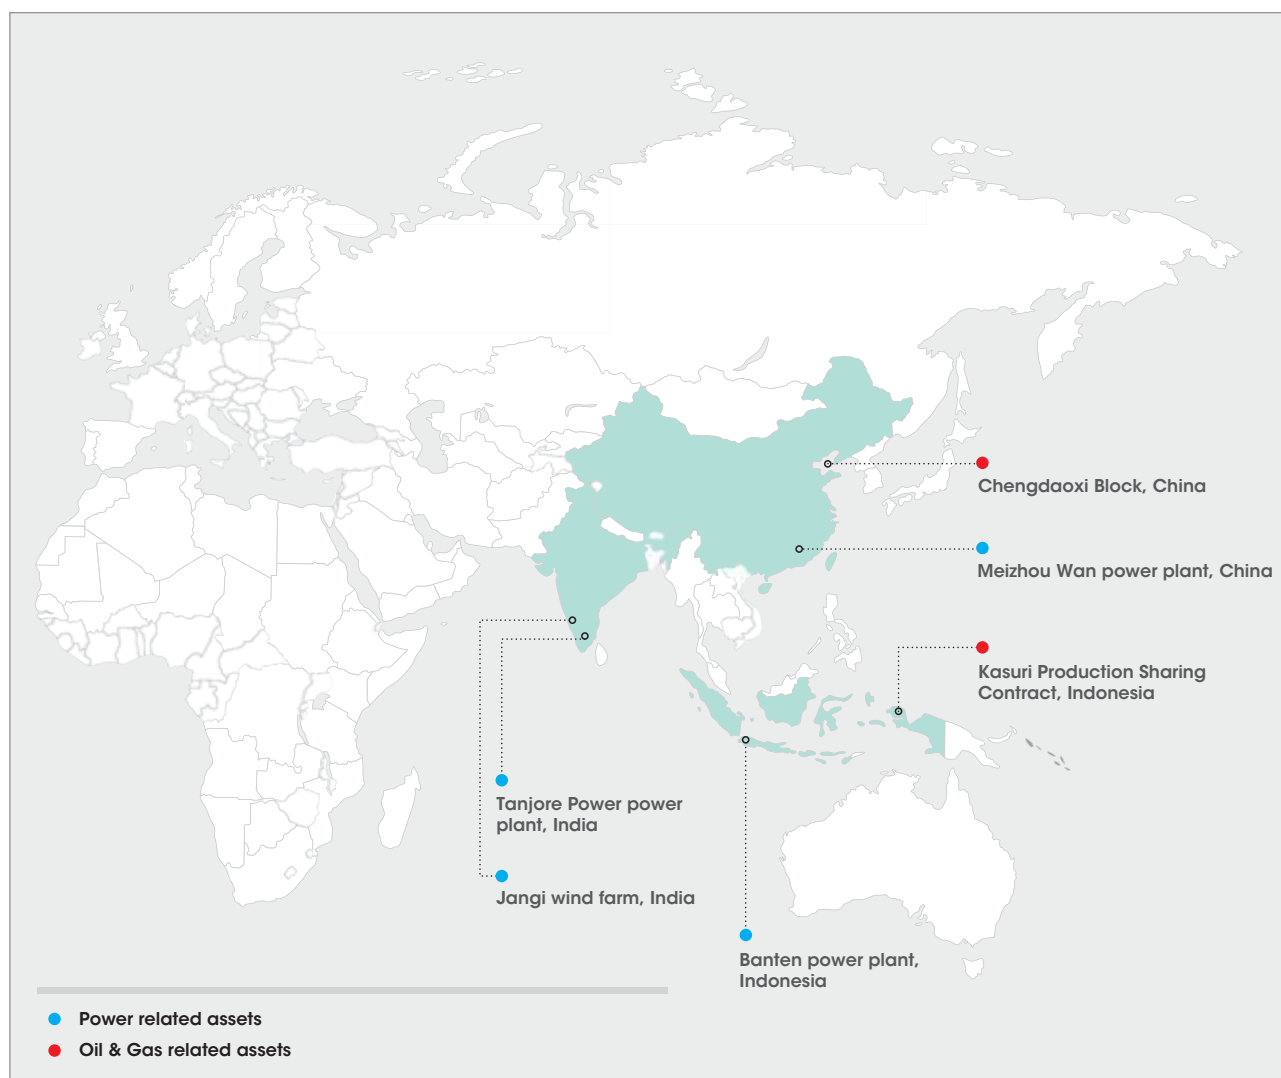 Chengdaoxi Block, China
Meizhou Wan power plant, China
Kasuri Production Sharing
Contract, Indonesia
Tanjore Power power
plant, India
Jangi wind farm, India
Banten power plant,
Indonesia
Power related assets
Oil & Gas related assets